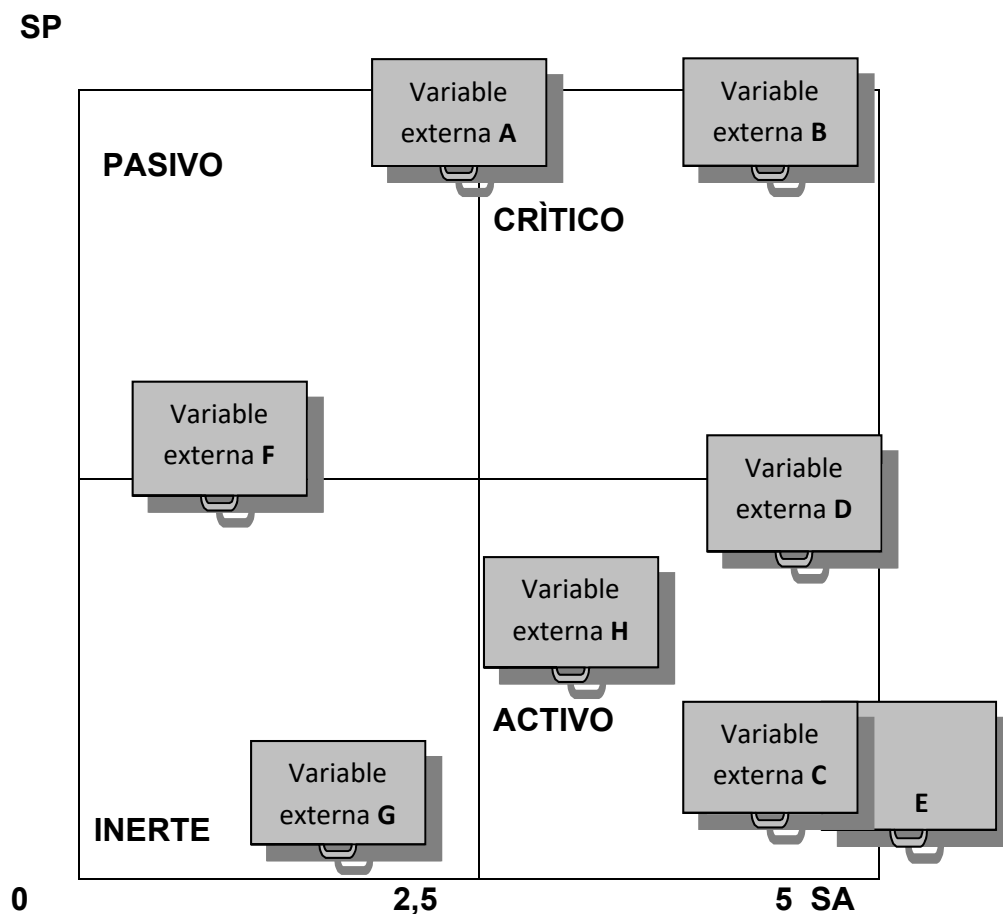 SP
Variable
externa A
Variable
externa B
PASIVO
CRÌTICO
Variable
externa F
Variable
externa D
Variable
externa H
ACTIVO
Variable
externa C
E
Variable
externa G
INERTE
0 2,5 5 SA